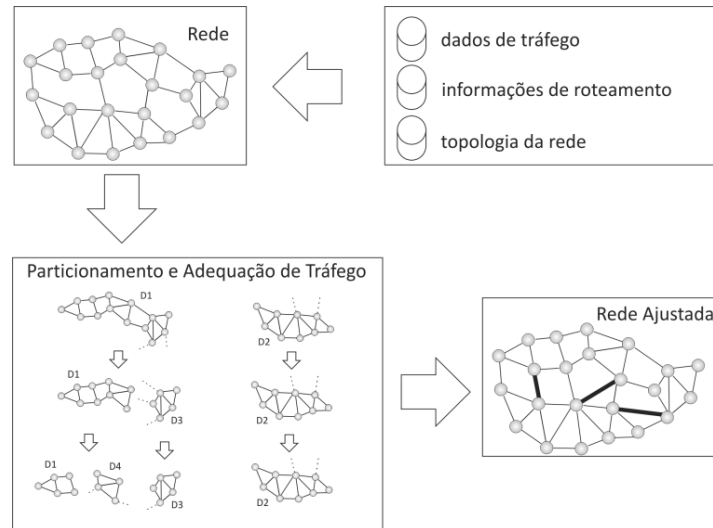 Rede
dados de tráfego
informações de roteamento
topologia da rede
Particionamento e Adequação de Tráfego
D1
D2
D1
D3
D2
D1
D4
D3
D2
Rede Ajustada